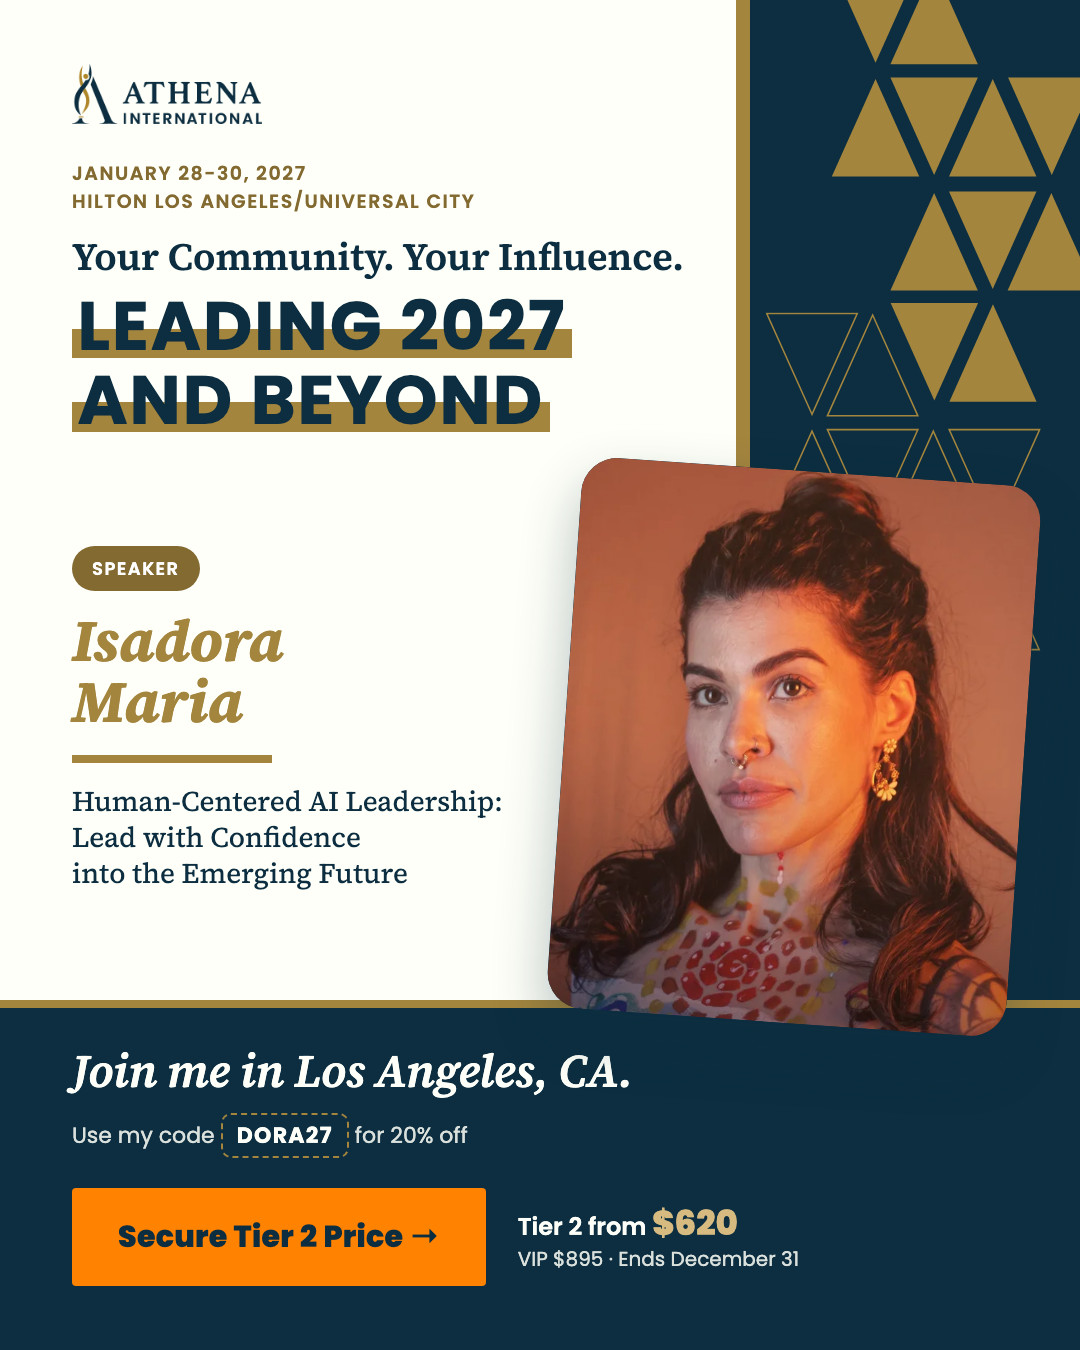 ATHENA
INTERNATIONAL
JANUARY 28-30, 2027
HILTON LOS ANGELES/UNIVERSAL CITY
Your Community. Your Influence.
LEADING 2027
AND BEYOND
SPEAKER
Isadora
Maria
Human-Centered AI Leadership:
Lead with Confidence
into the Emerging Future
Join me in Los Angeles, CA.
Use my code DORA27 for 20% off
Secure Tier 2 Price →
Tier 2 from $620
VIP $895 · Ends December 31